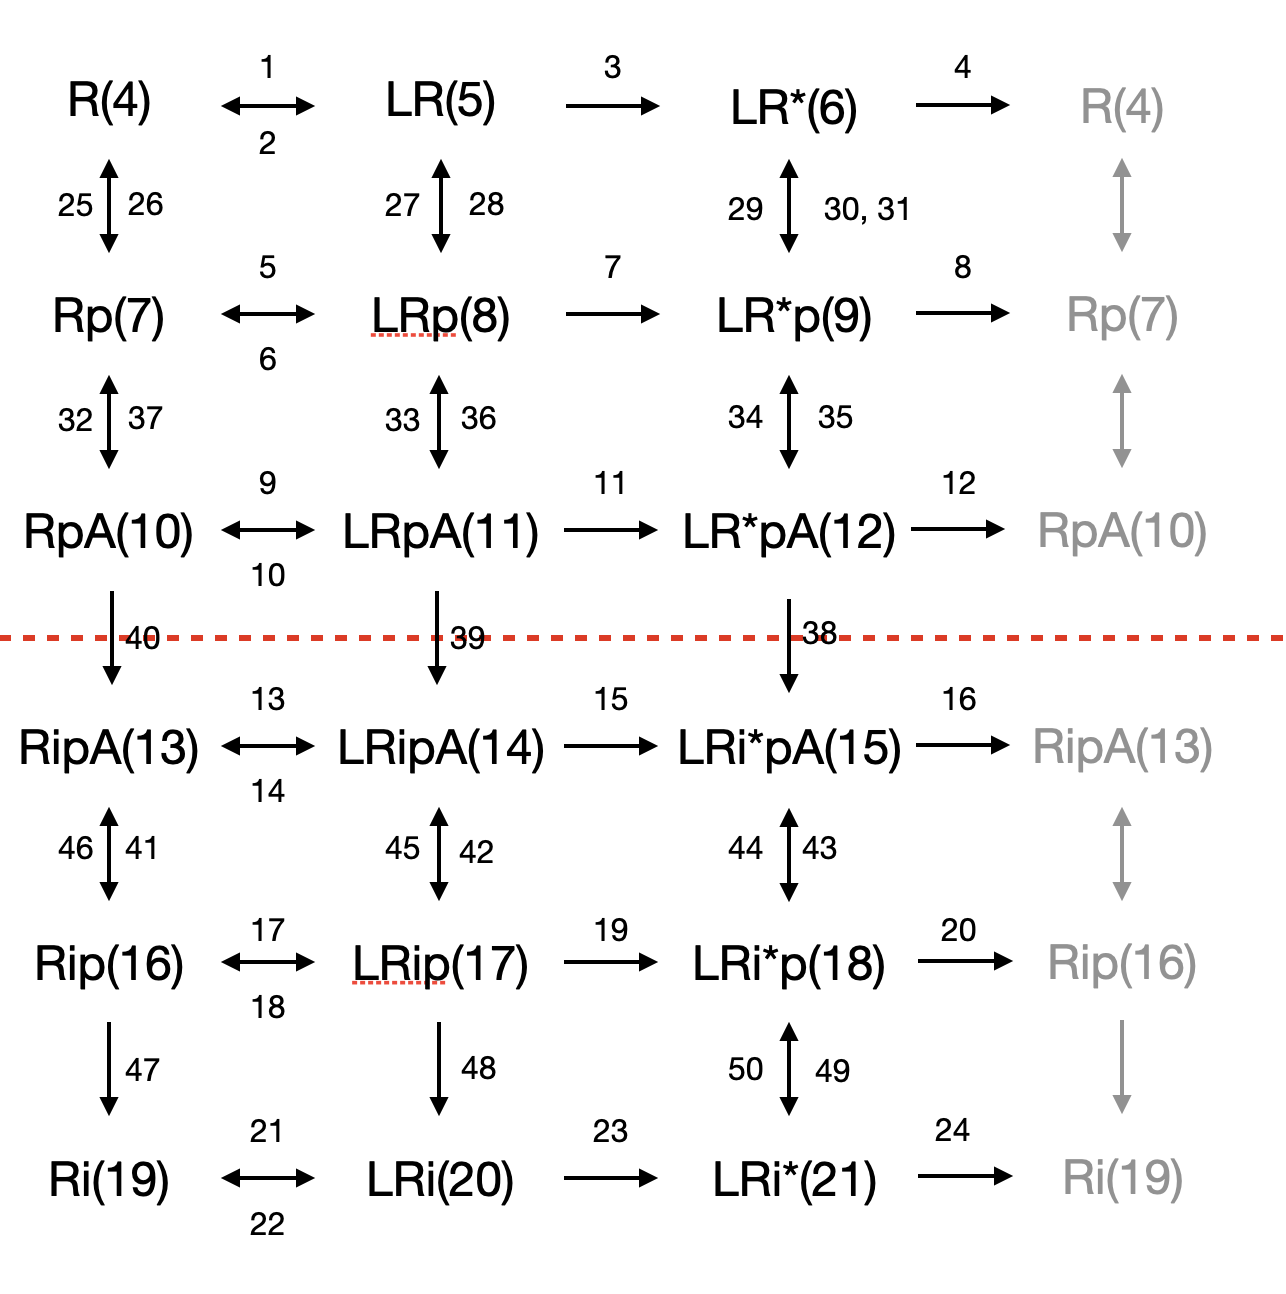 1 3 4
R(4) LR(5) LR*(6) R(4)
2
25 26 27 28 29 30, 31
5 7 8
Rp(7) LRp(8) LR*p(9) Rp(7)
6
32 37 33 36 34 35
9 11 12
RpA(10) LRpA(11) LR*pA(12) RpA(10)
10
40 39 38
13 15 16
RipA(13) LRipA(14) LRi*pA(15) RipA(13)
14
46 41 45 42 44 43
17 19 20
Rip(16) LRip(17) LRi*p(18) Rip(16)
18
47 48 50 49
21 23 24
Ri(19) LRi(20) LRi*(21) Ri(19)
22